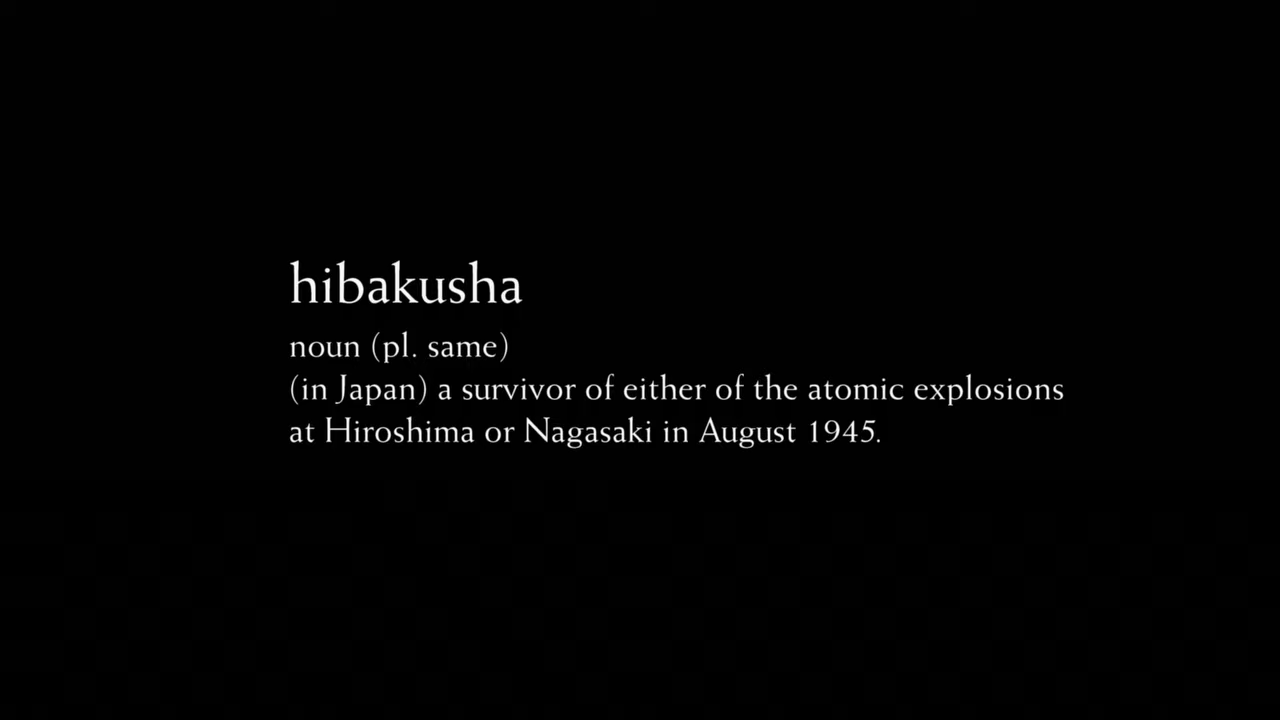 hibakusha
noun (pl. same)
(in Japan) a survivor of either of the atomic explosions
at Hiroshima or Nagasaki in August 1945.